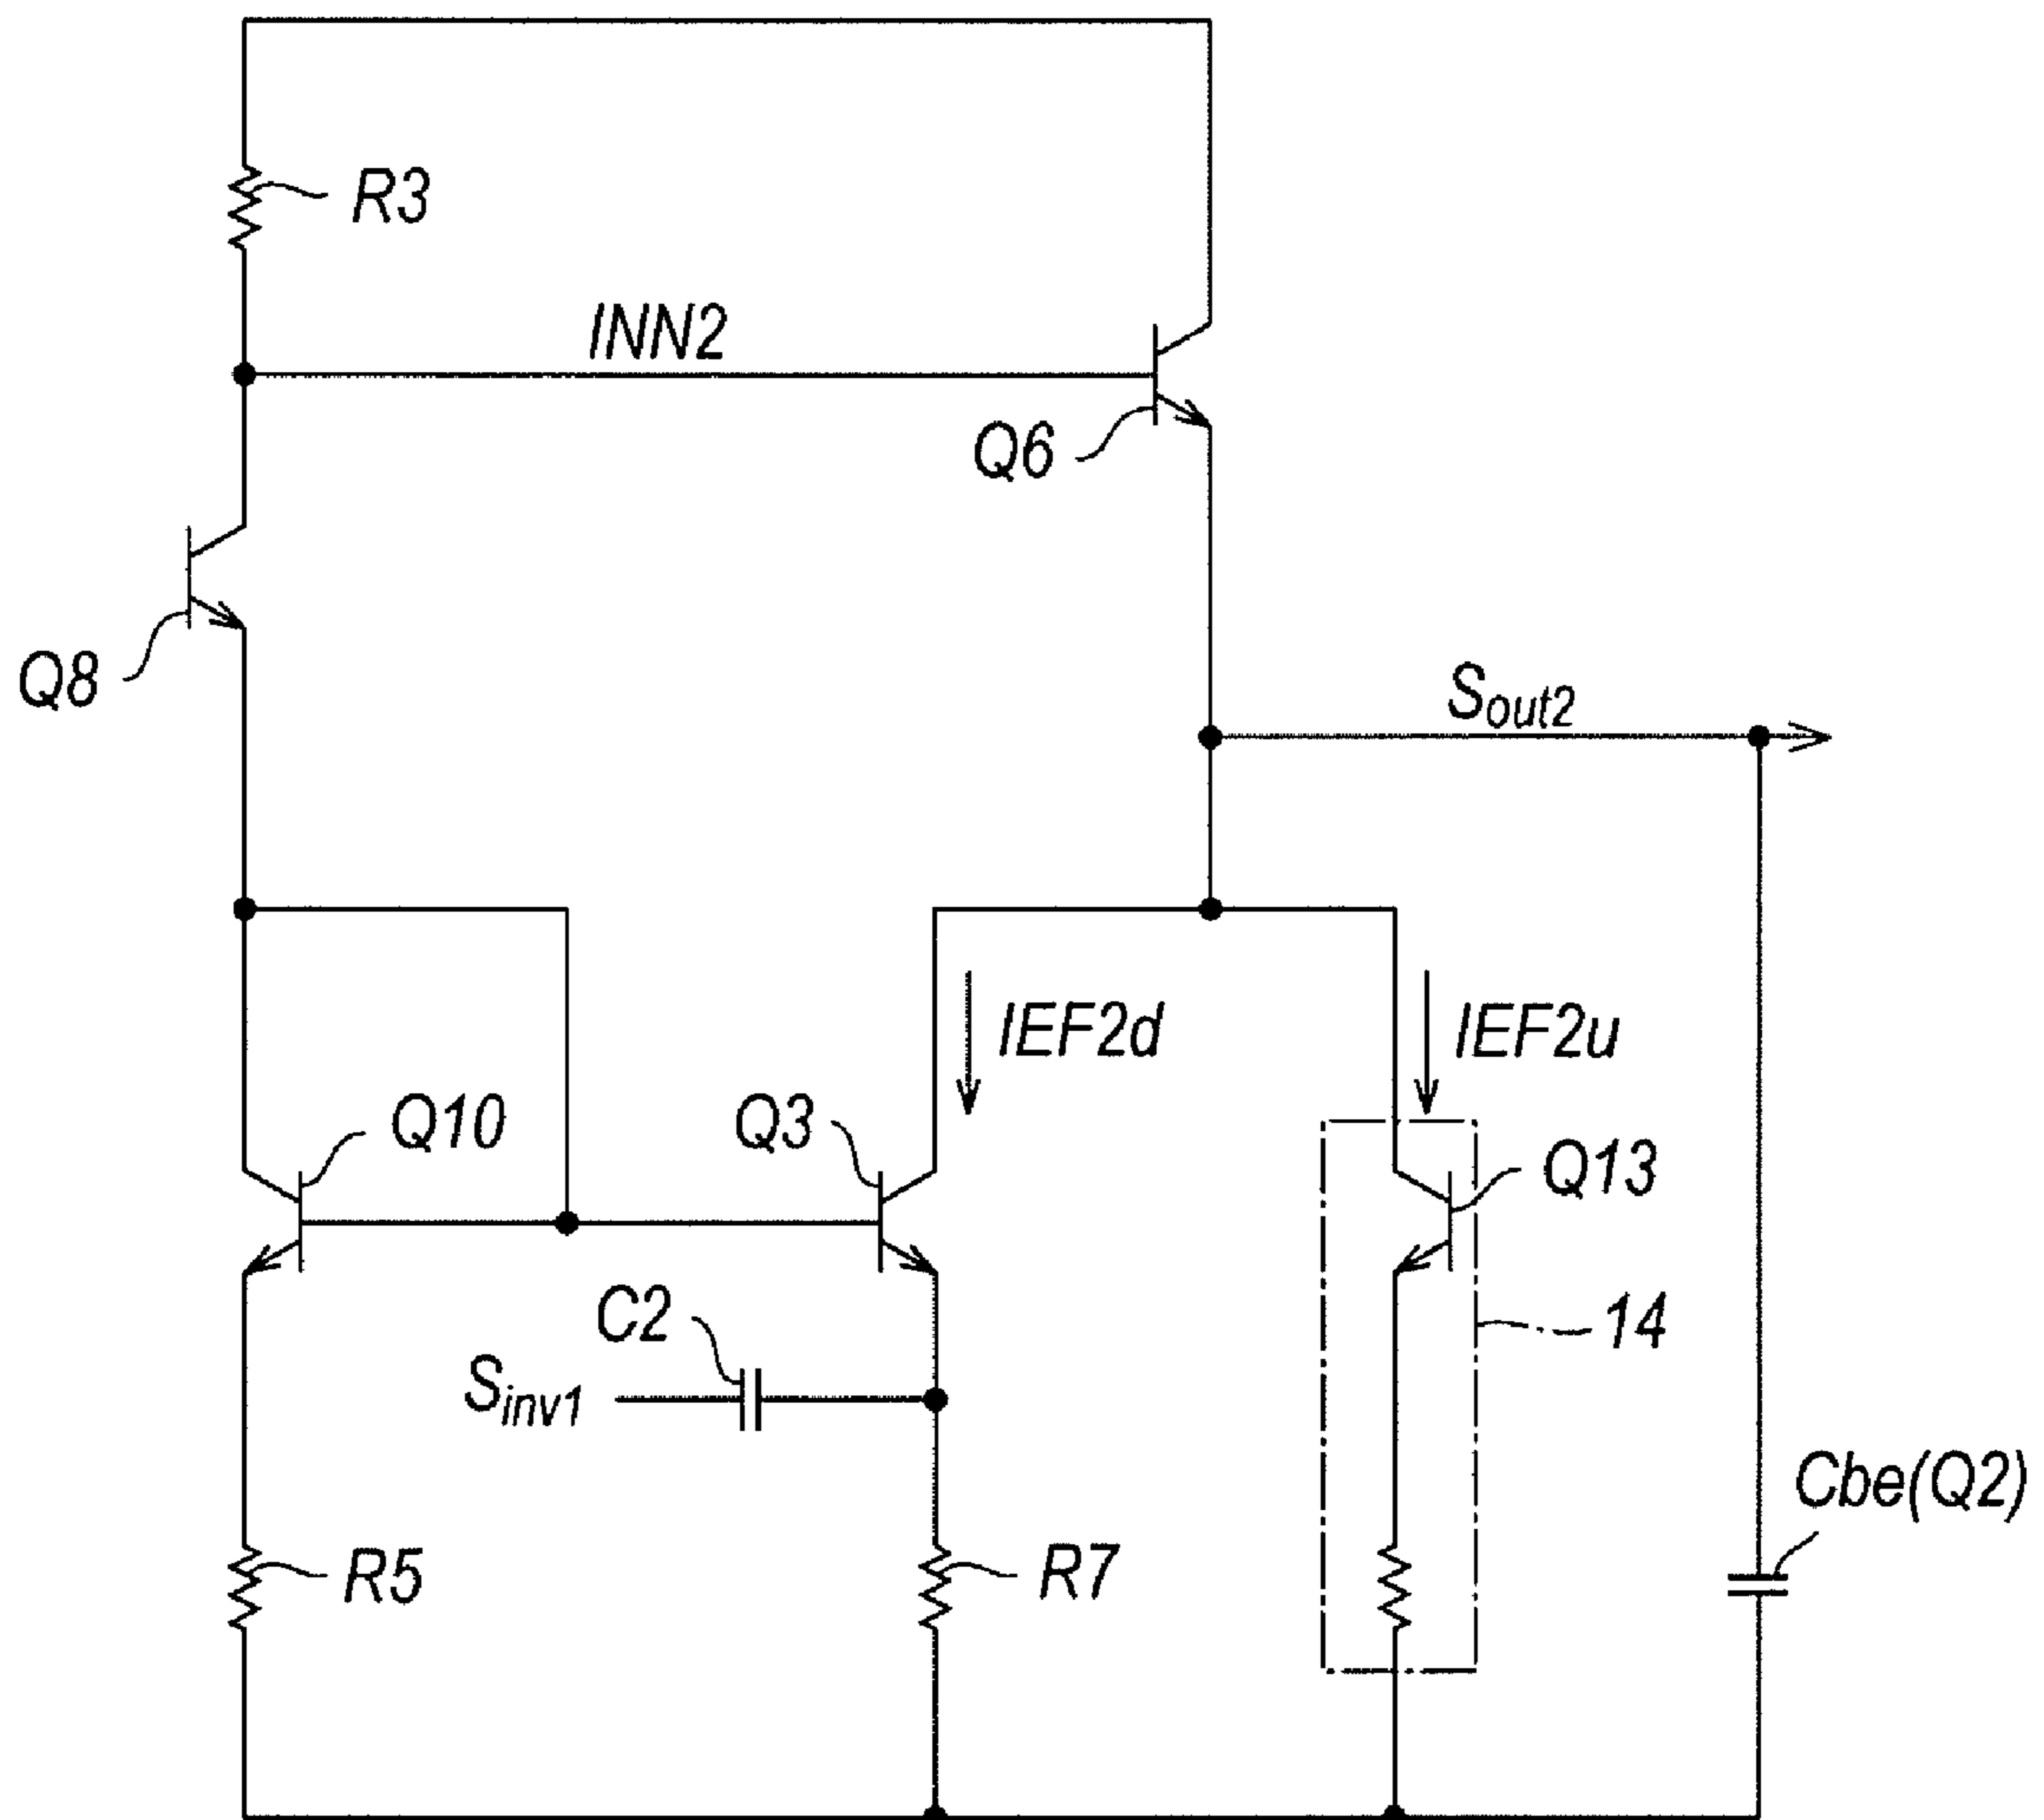 R3
INN2
Q6
Q8
Sout2
IEF2d
IEF2u
Q10
Q3
Q13
C2
14
Sinv1
Cbe(Q2)
R5
R7